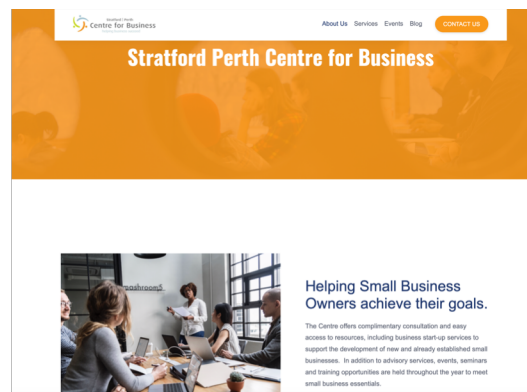 Stratford | Perth
Centre for Business
About Us Services Events Blog CONTACT US
Stratford Perth Centre for Business
mashroom
Helping Small Business
Owners achieve their goals.
The Centre offers complimentary consultation and easy
access to resources, including business start-up services to
support the development of new and already established small
businesses. In addition to advisory services, events, seminars
and training opportunities are held throughout the year to meet
small business essentials.